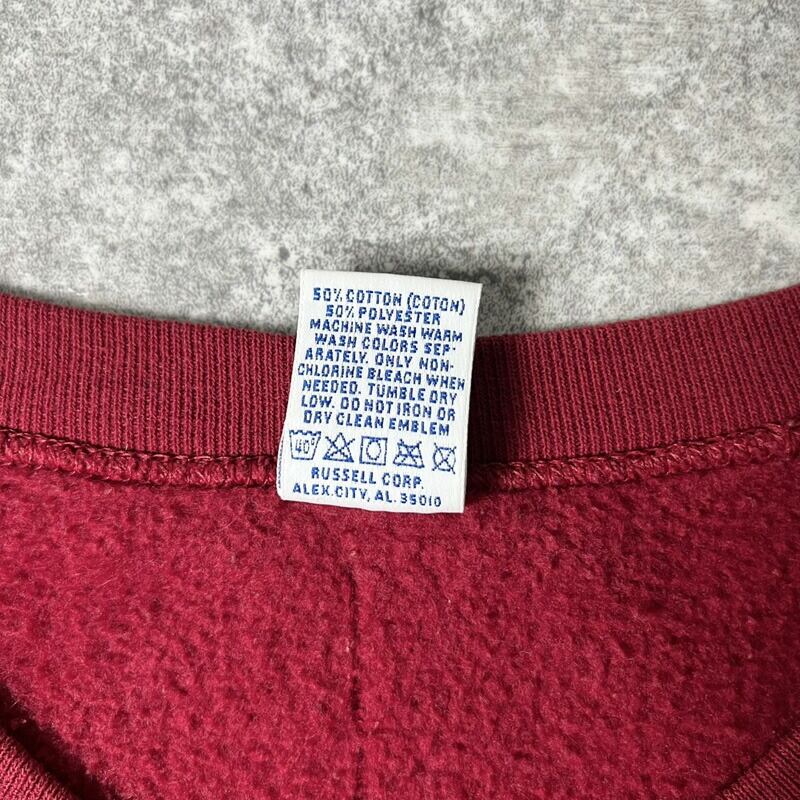 50% COTTON (COTON)
50% POLYESTER
MACHINE WASH WARM
WASH COLORS SEP-
ARATELY. ONLY NON-
CHLORINE BLEACH WHEN
NEEDED. TUMBLE DRY
LOW. DO NOT IRON OR
DRY CLEAN EMBLEM
40°
RUSSELL CORP.
ALEX.CITY, AL. 35010